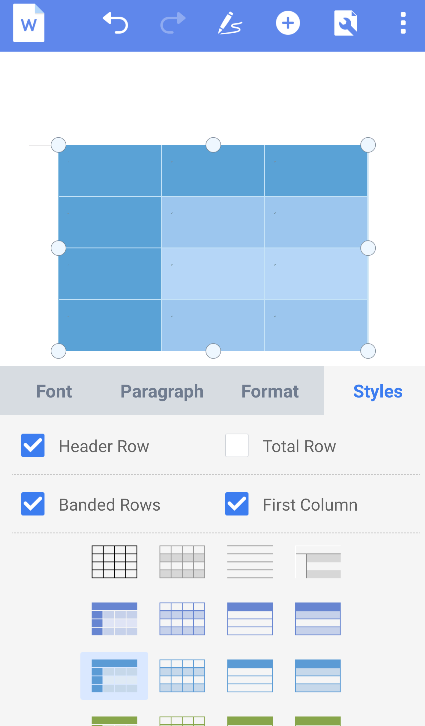 W
Font Paragraph Format Styles
Header Row Total Row
Banded Rows First Column